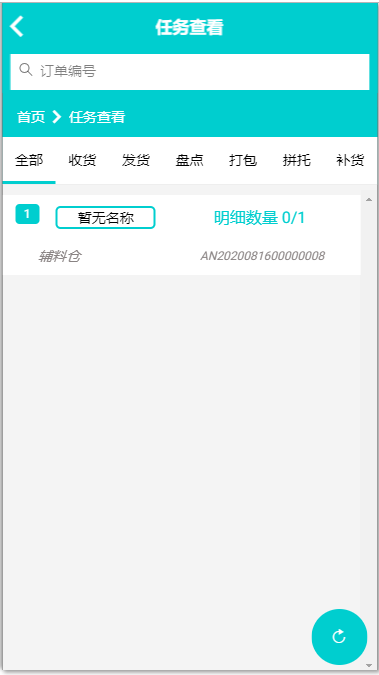 任务查看
订单编号
首页 任务查看
全部 收货 发货 盘点 打包 拼托 补货
1 暂无名称 明细数量 0/1
辅料仓 AN2020081600000008